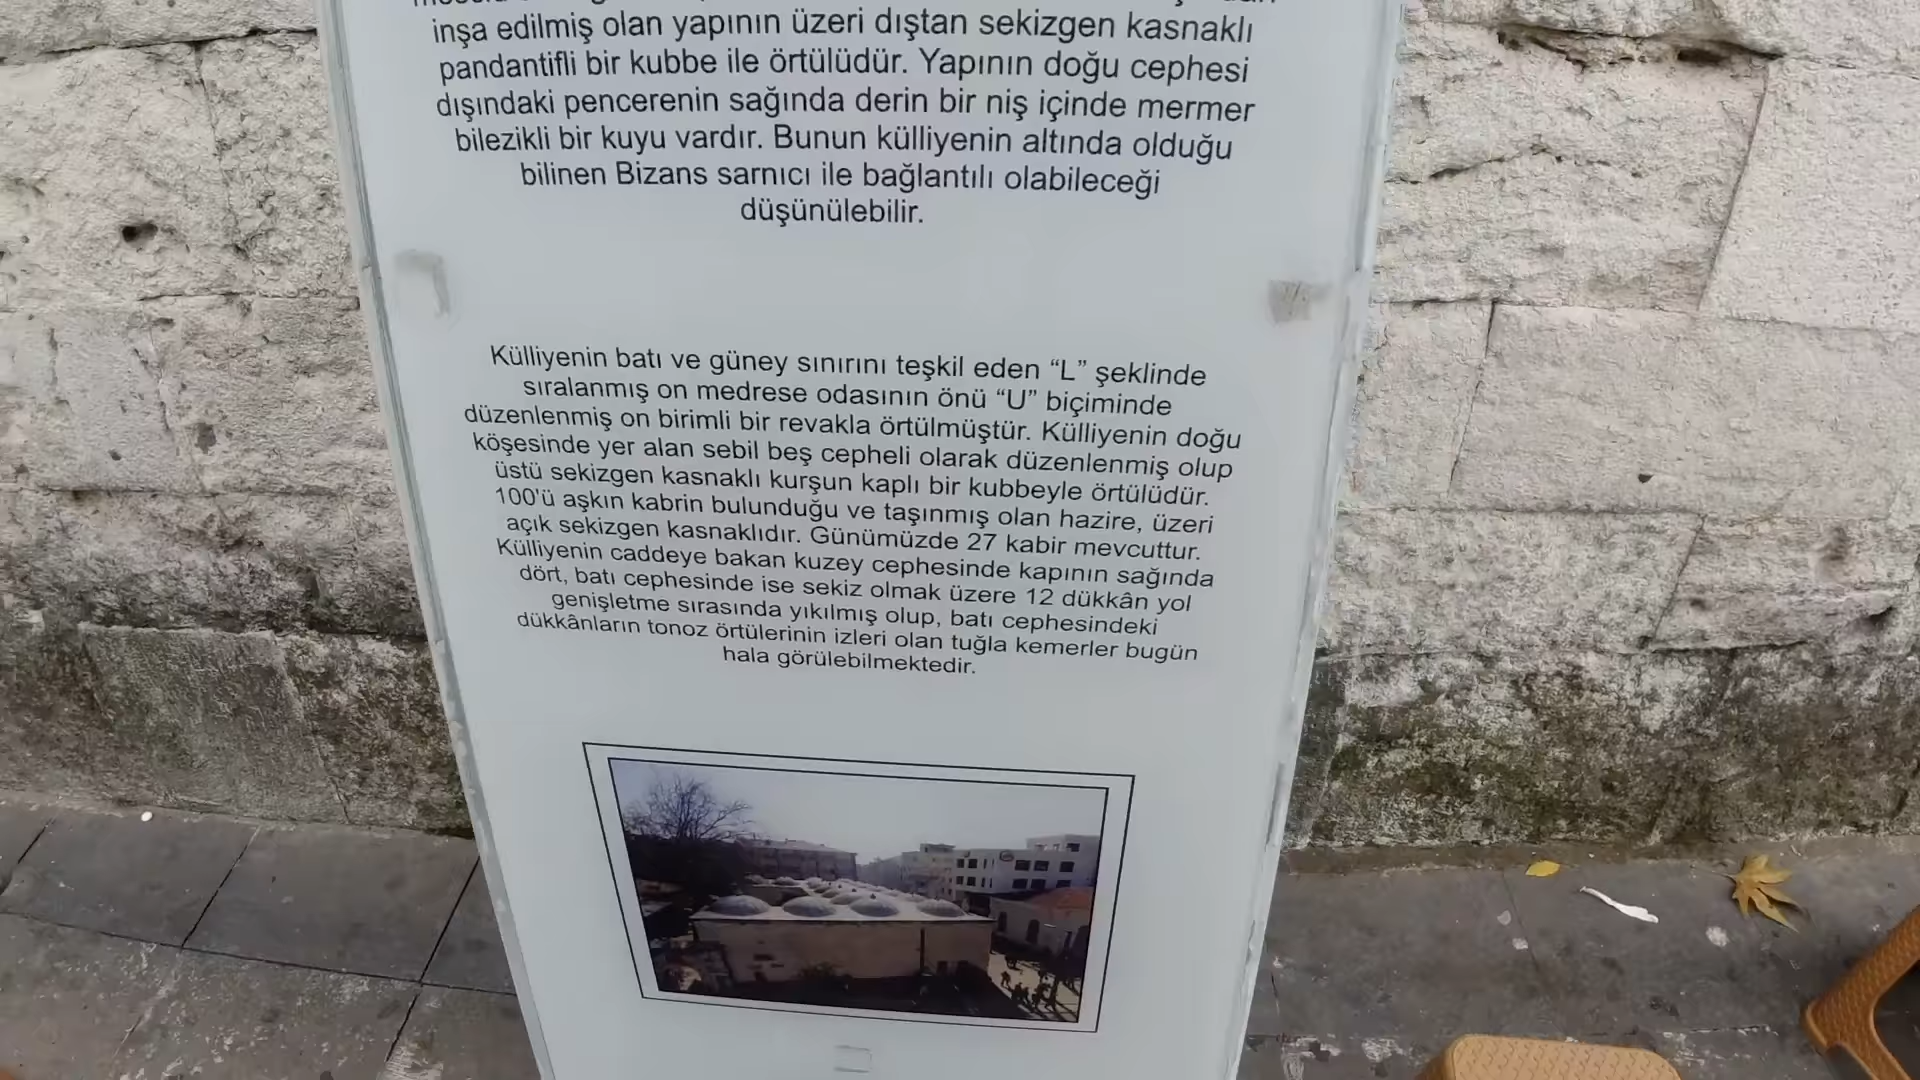 inşa edilmiş olan yapının üzeri dıştan sekizgen kasnaklı
pandantifli bir kubbe ile örtülüdür. Yapının doğu cephesi
dışındaki pencerenin sağında derin bir niş içinde mermer
bilezikli bir kuyu vardır. Bunun külliyenin altında olduğu
bilinen Bizans sarnıcı ile bağlantılı olabileceği
düşünülebilir.
Külliyenin batı ve güney sınırını teşkil eden “L” şeklinde
sıralanmış on medrese odasının önü “U” biçiminde
düzenlenmiş on birimli bir revakla örtülmüştür. Külliyenin doğu
köşesinde yer alan sebil beş cepheli olarak düzenlenmiş olup
üstü sekizgen kasnaklı kurşun kaplı bir kubbeyle örtülüdür.
100'ü aşkın kabrin bulunduğu ve taşınmış olan hazire, üzeri
açık sekizgen kasnaklıdır. Günümüzde 27 kabir mevcuttur.
Külliyenin caddeye bakan kuzey cephesinde kapının sağında
dört, batı cephesinde ise sekiz olmak üzere 12 dükkân yol
genişletme sırasında yıkılmış olup, batı cephesindeki
dükkânların tonoz örtülerinin izleri olan tuğla kemerler bugün
hala görülebilmektedir.